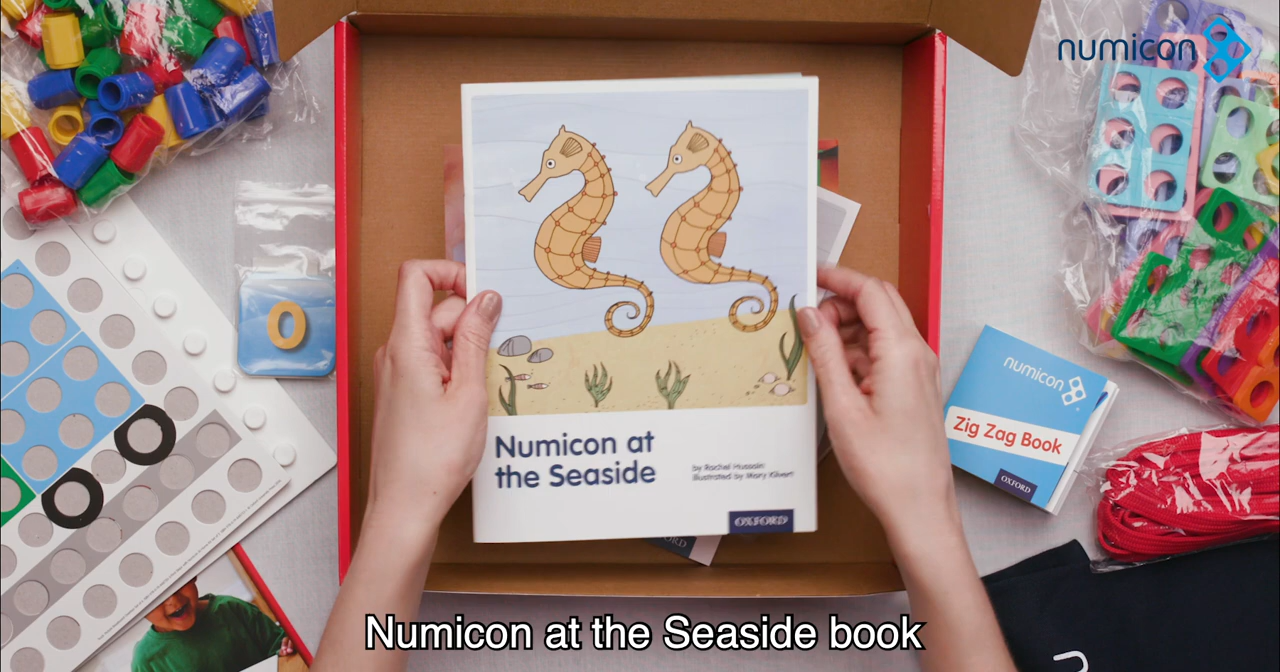 numicon
0
numicon
Zig Zag Book
OXFORD
Numicon at
the Seaside
by Rachel Hussain
illustrated by Mary Kilvert
OXFORD
Numicon at the Seaside book